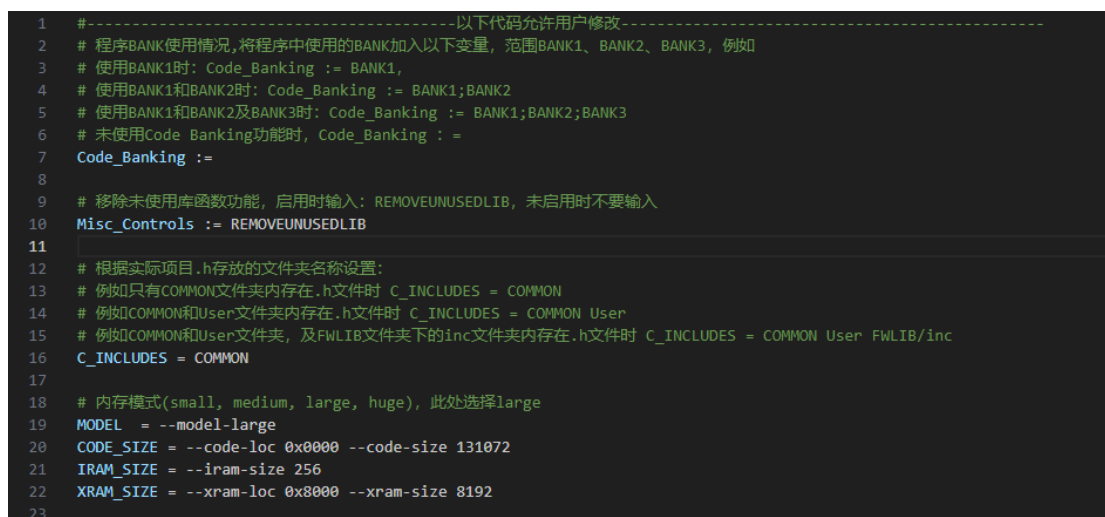 1 #-------------------------------------------以下代码允许用户修改-------------------------------------------------
2 # 程序BANK使用情况,将程序中使用的BANK加入以下变量，范围BANK1、BANK2、BANK3，例如
3 # 使用BANK1时：Code_Banking := BANK1,
4 # 使用BANK1和BANK2时：Code_Banking := BANK1;BANK2
5 # 使用BANK1和BANK2及BANK3时：Code_Banking := BANK1;BANK2;BANK3
6 # 未使用Code Banking功能时，Code_Banking : =
7 Code_Banking :=
8
9 # 移除未使用库函数功能，启用时输入：REMOVEUNUSEDLIB，未启用时不要输入
10 Misc_Controls := REMOVEUNUSEDLIB
11
12 # 根据实际项目.h存放的文件夹名称设置：
13 # 例如只有COMMON文件夹内存在.h文件时 C_INCLUDES = COMMON
14 # 例如COMMON和User文件夹内存在.h文件时 C_INCLUDES = COMMON User
15 # 例如COMMON和User文件夹，及FWLIB文件夹下的inc文件夹内存在.h文件时 C_INCLUDES = COMMON User FWLIB/inc
16 C_INCLUDES = COMMON
17
18 # 内存模式(small, medium, large, huge)，此处选择large
19 MODEL  = --model-large
20 CODE_SIZE = --code-loc 0x0000 --code-size 131072
21 IRAM_SIZE = --iram-size 256
22 XRAM_SIZE = --xram-loc 0x8000 --xram-size 8192
23